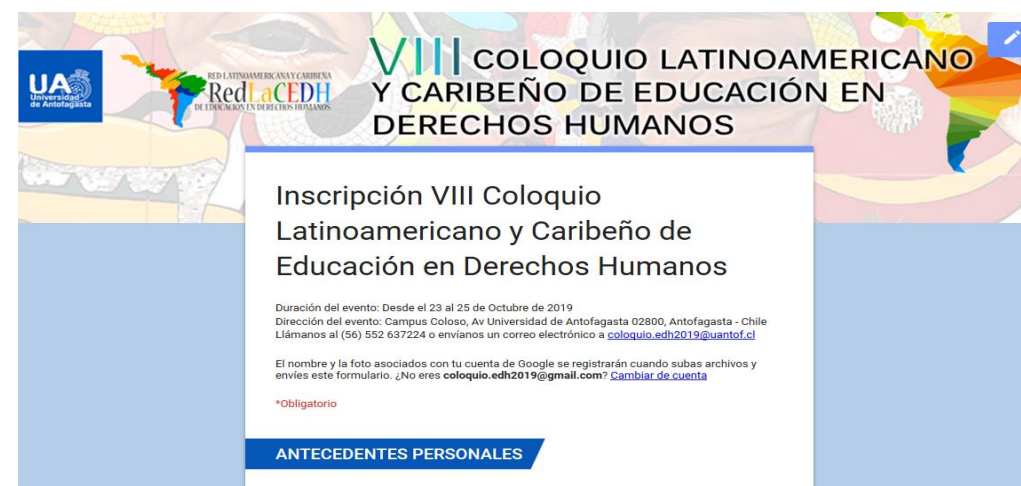 UA
Universidad
de Antofagasta
RED LATINOAMERICANA Y CARIBEÑA
RedLaCEDH
DE EDUCACIÓN EN DERECHOS HUMANOS
VIII COLOQUIO LATINOAMERICANO
Y CARIBEÑO DE EDUCACIÓN EN
DERECHOS HUMANOS
Inscripción VIII Coloquio
Latinoamericano y Caribeño de
Educación en Derechos Humanos
Duración del evento: Desde el 23 al 25 de Octubre de 2019
Dirección del evento: Campus Coloso, Av Universidad de Antofagasta 02800, Antofagasta - Chile
Llámanos al (56) 552 637224 o envíanos un correo electrónico a coloquio.edh2019@uantof.cl
El nombre y la foto asociados con tu cuenta de Google se registrarán cuando subas archivos y
envíes este formulario. ¿No eres coloquio.edh2019@gmail.com? Cambiar de cuenta
*Obligatorio
ANTECEDENTES PERSONALES